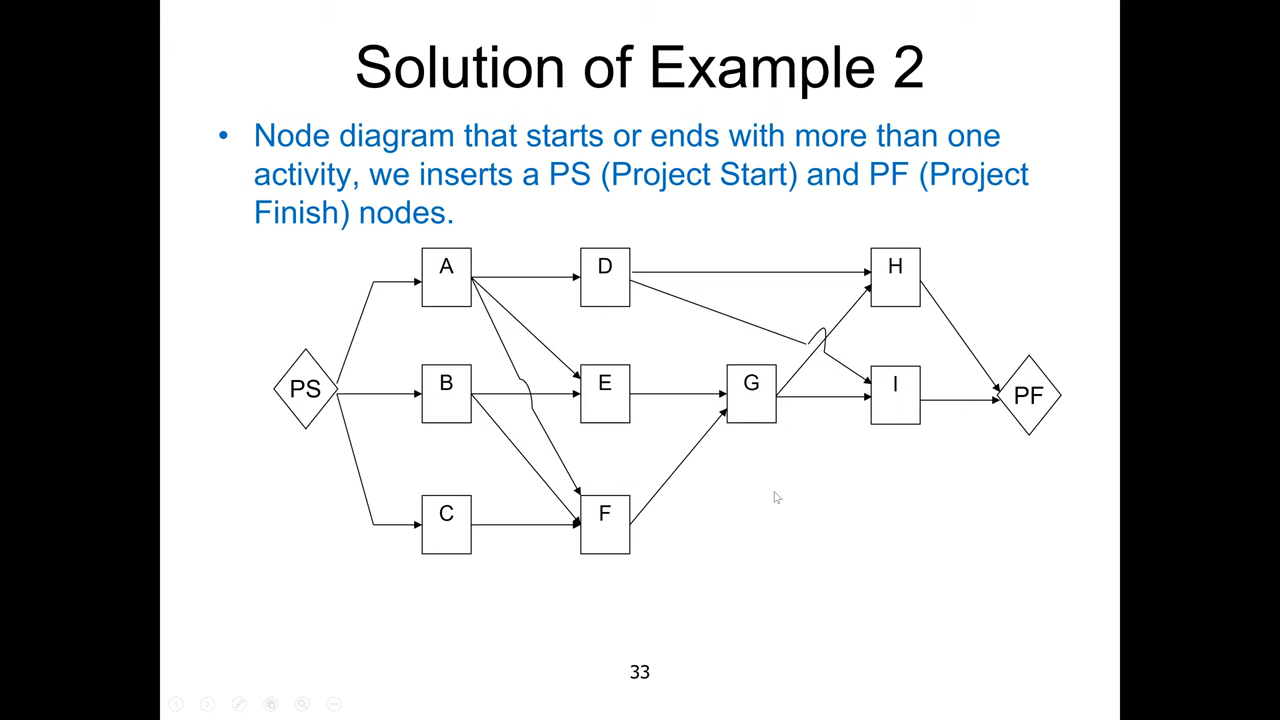 Solution of Example 2
• Node diagram that starts or ends with more than one
activity, we inserts a PS (Project Start) and PF (Project
Finish) nodes.
A D H
PS B E G I PF
C F
33